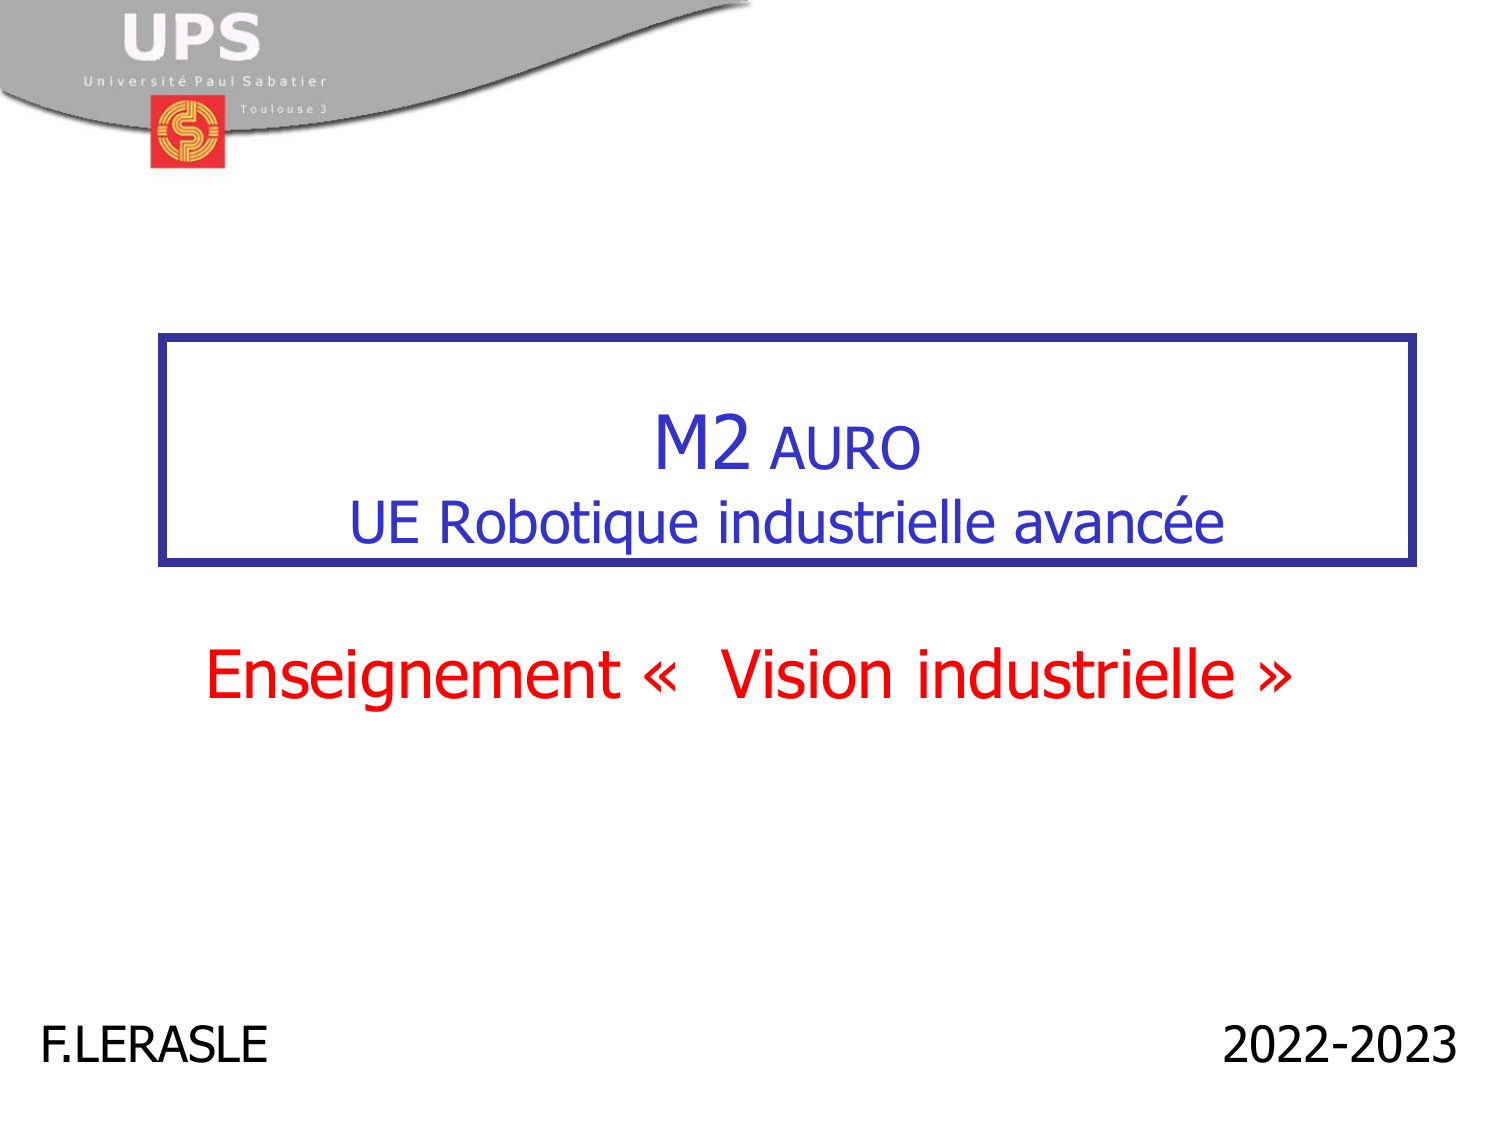 UPS
Université Paul Sabatier
Toulouse 3
M2 AURO
UE Robotique industrielle avancée
Enseignement «  Vision industrielle »
F.LERASLE
2022-2023